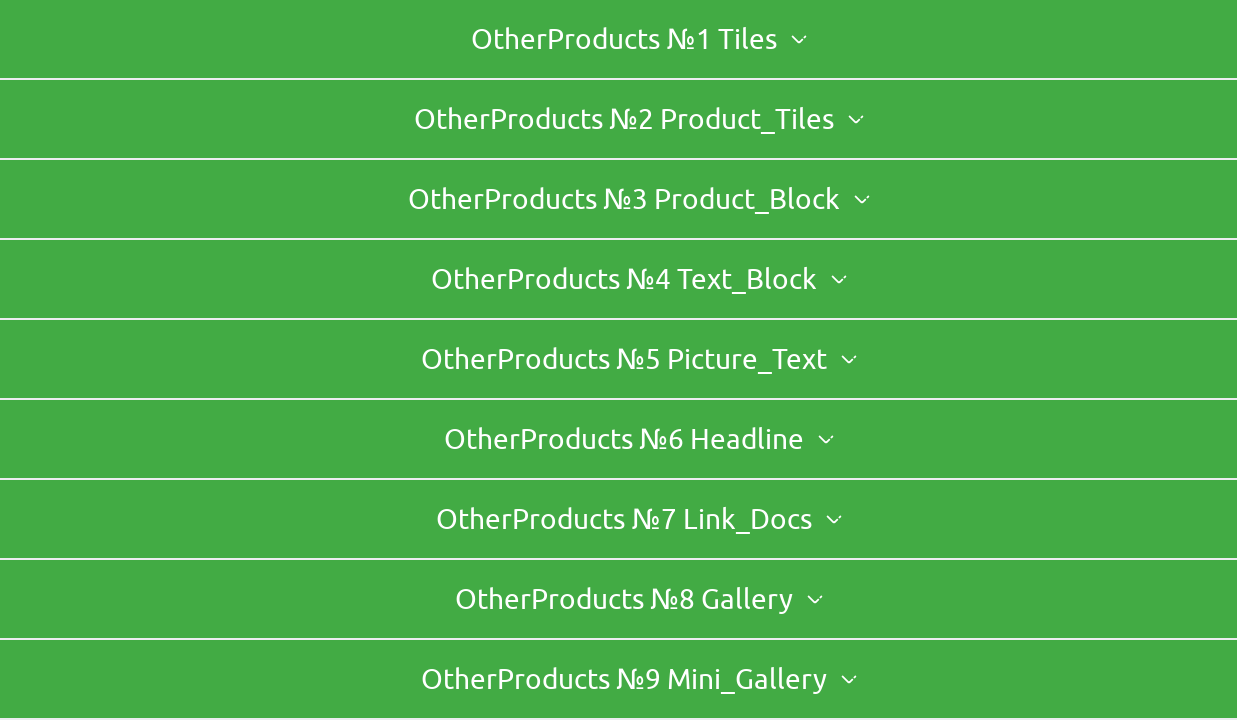 OtherProducts №1 Tiles
OtherProducts №2 Product_Tiles
OtherProducts №3 Product_Block
OtherProducts №4 Text_Block
OtherProducts №5 Picture_Text
OtherProducts №6 Headline
OtherProducts №7 Link_Docs
OtherProducts №8 Gallery
OtherProducts №9 Mini_Gallery